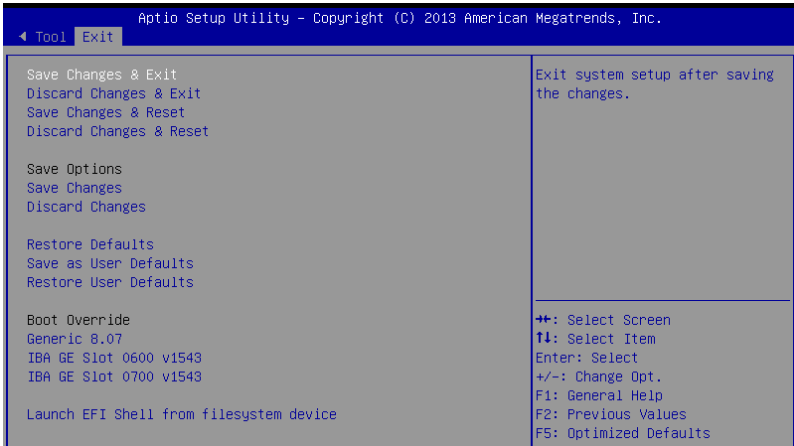 Aptio Setup Utility – Copyright (C) 2013 American Megatrends, Inc.
Tool Exit
Save Changes & Exit
Discard Changes & Exit
Save Changes & Reset
Discard Changes & Reset
Save Options
Save Changes
Discard Changes
Restore Defaults
Save as User Defaults
Restore User Defaults
Boot Override
Generic 8.07
IBA GE Slot 0600 v1543
IBA GE Slot 0700 v1543
Launch EFI Shell from filesystem device
Exit system setup after saving
the changes.
→←: Select Screen
↑↓: Select Item
Enter: Select
+/-: Change Opt.
F1: General Help
F2: Previous Values
F5: Optimized Defaults